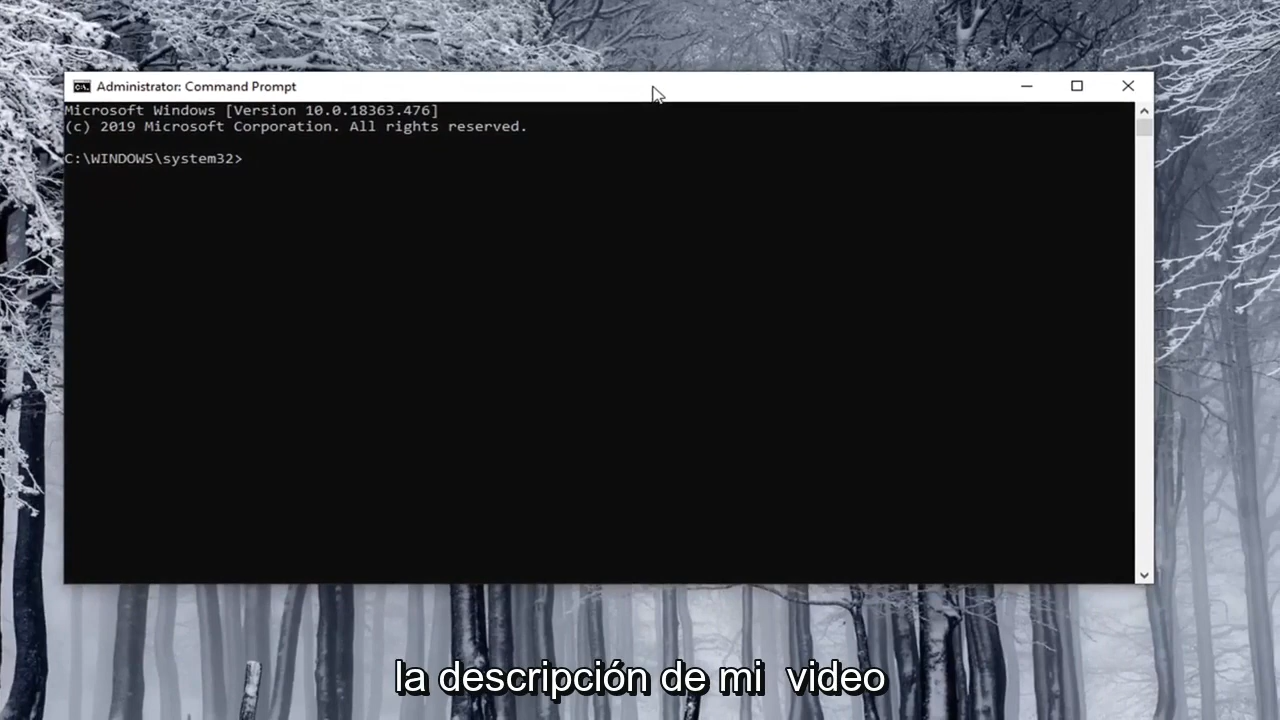 Administrator: Command Prompt
Microsoft Windows [Version 10.0.18363.476]
(c) 2019 Microsoft Corporation. All rights reserved.
C:\WINDOWS\system32>
la descripción de mi  video